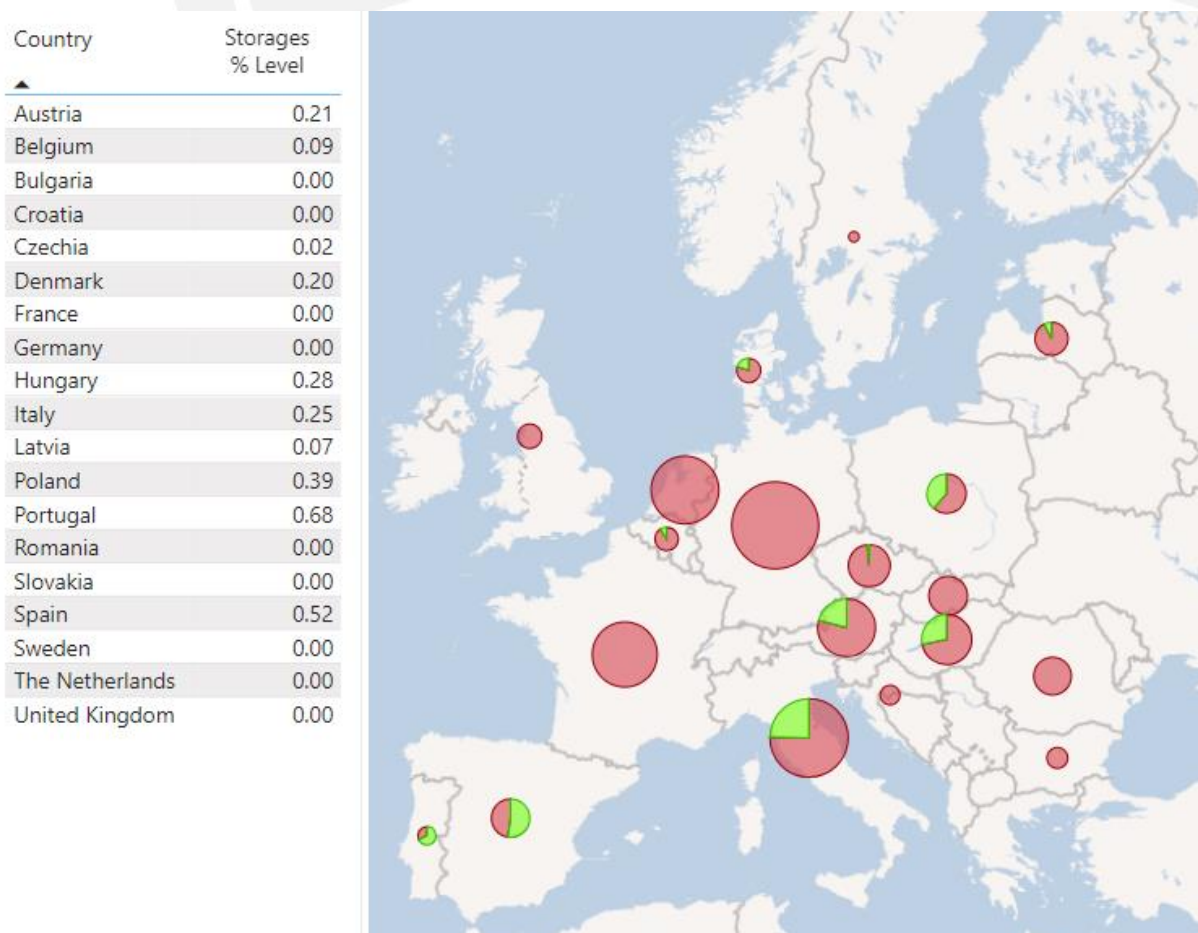 Country Storages
% Level
Austria 0.21
Belgium 0.09
Bulgaria 0.00
Croatia 0.00
Czechia 0.02
Denmark 0.20
France 0.00
Germany 0.00
Hungary 0.28
Italy 0.25
Latvia 0.07
Poland 0.39
Portugal 0.68
Romania 0.00
Slovakia 0.00
Spain 0.52
Sweden 0.00
The Netherlands 0.00
United Kingdom 0.00